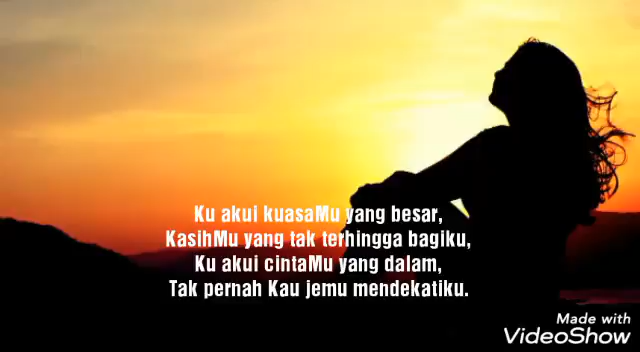 Ku akui kuasaMu yang besar,
KasihMu yang tak terhingga bagiku,
Ku akui cintaMu yang dalam,
Tak pernah Kau jemu mendekatiku.
Made with
VideoShow